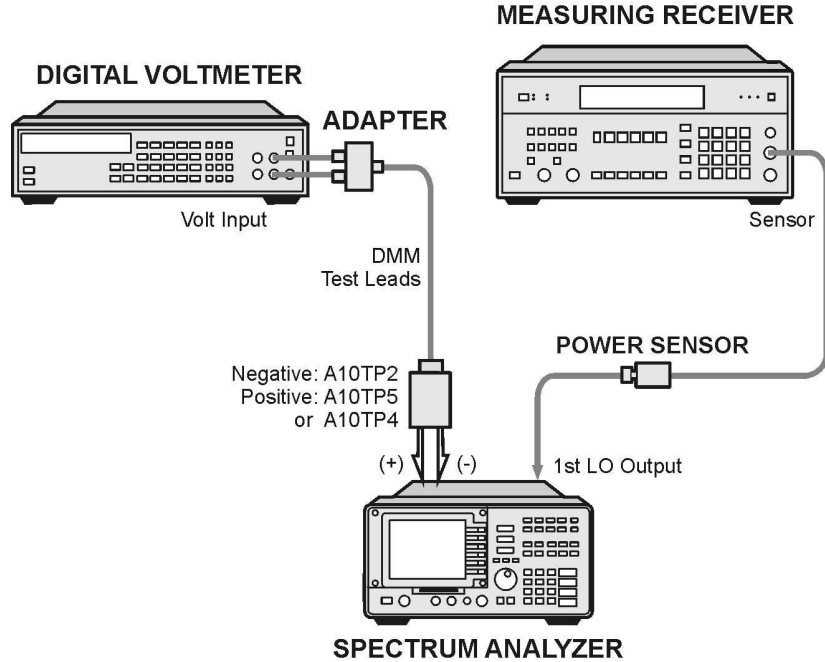 MEASURING RECEIVER
DIGITAL VOLTMETER
ADAPTER
Volt Input
Sensor
DMM
Test Leads
POWER SENSOR
Negative: A10TP2
Positive: A10TP5
or A10TP4
(+)
(-)
1st LO Output
SPECTRUM ANALYZER